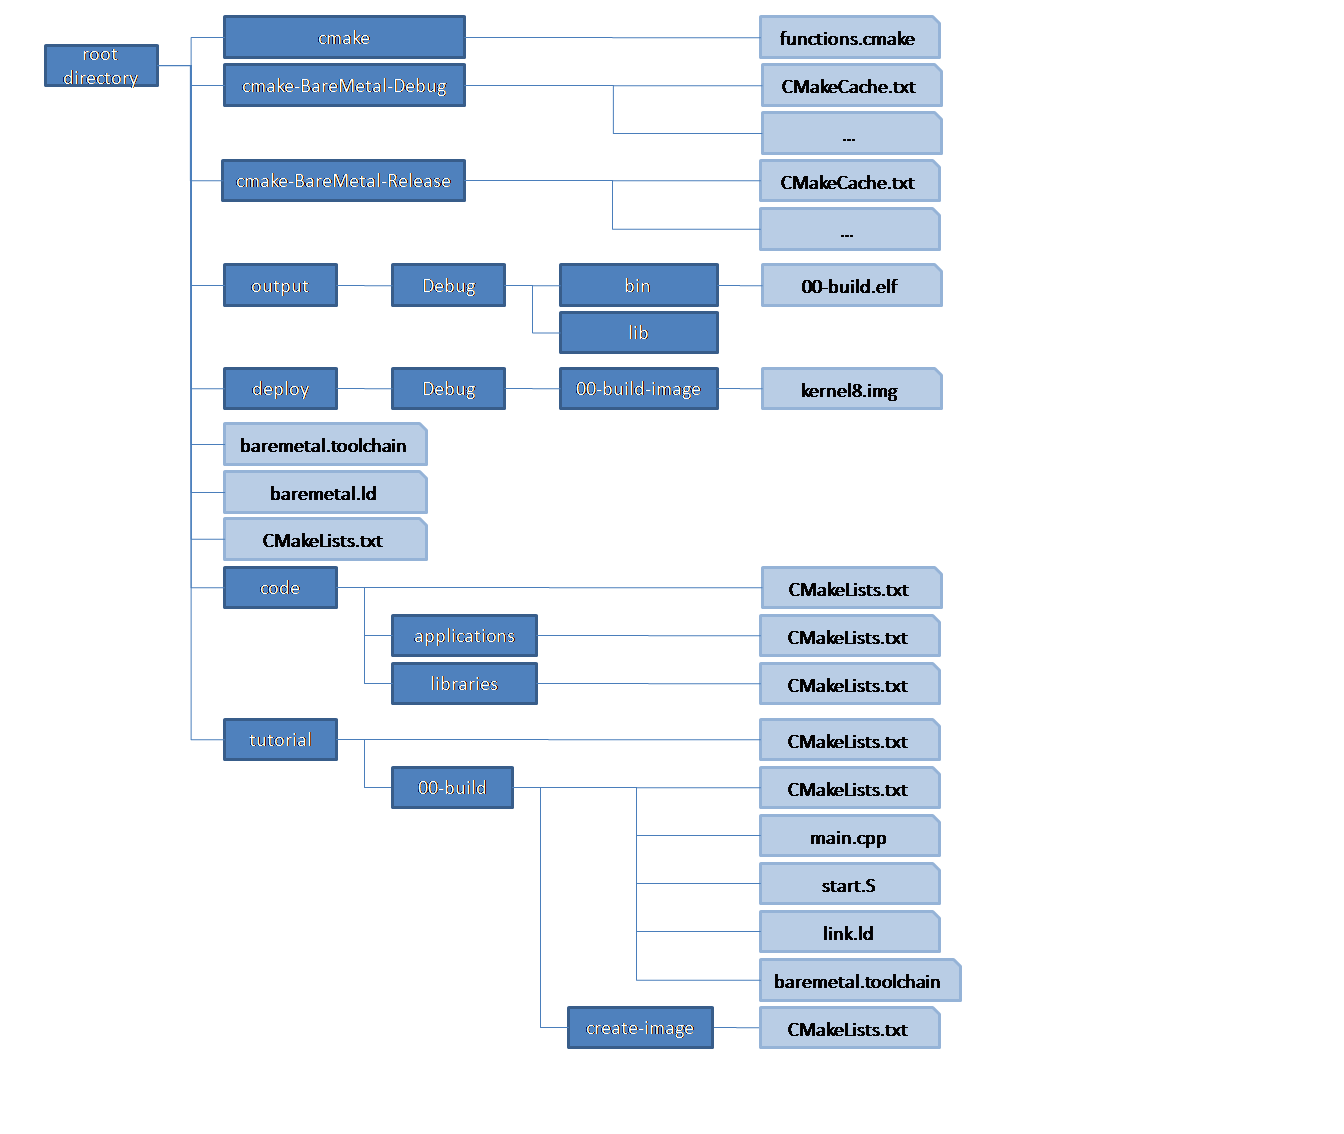 root
directory
cmake
functions.cmake
cmake-BareMetal-Debug
CMakeCache.txt
...
cmake-BareMetal-Release
CMakeCache.txt
...
output
Debug
bin
00-build.elf
lib
deploy
Debug
00-build-image
kernel8.img
baremetal.toolchain
baremetal.ld
CMakeLists.txt
code
CMakeLists.txt
applications
CMakeLists.txt
libraries
CMakeLists.txt
tutorial
CMakeLists.txt
00-build
CMakeLists.txt
main.cpp
start.S
link.ld
baremetal.toolchain
create-image
CMakeLists.txt